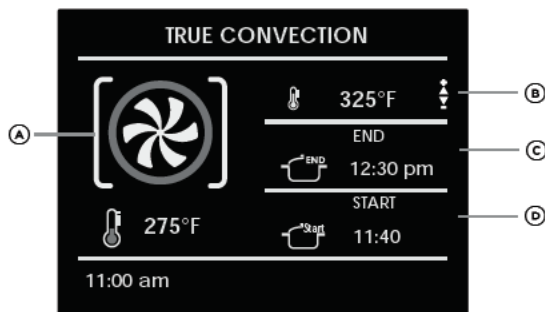 TRUE CONVECTION
A
325°F
B
END
END
12:30 pm
C
275°F
START
Start
11:40
D
11:00 am